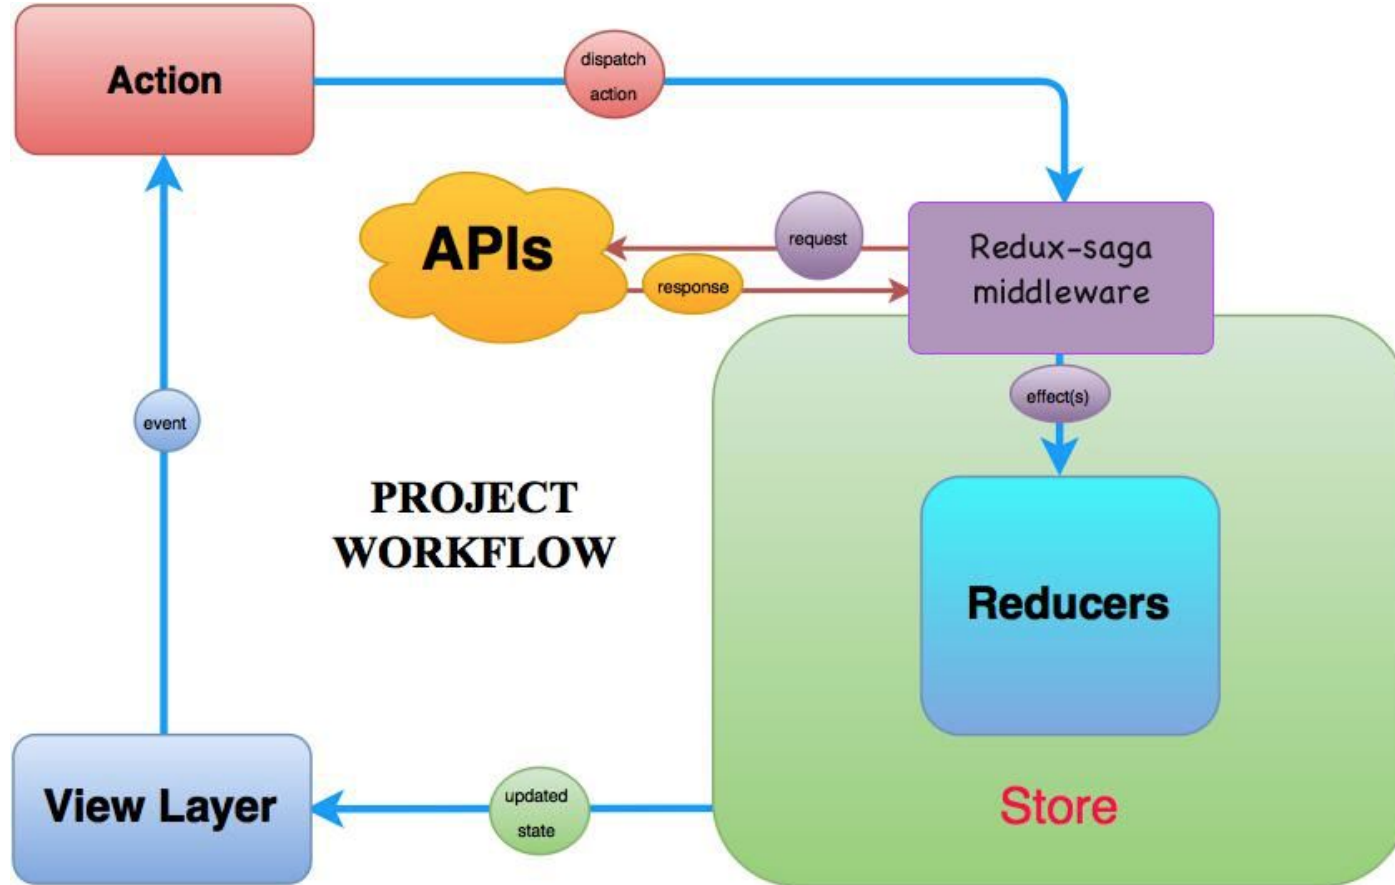 Action
dispatch
action
APIs
request
response
Redux-saga
middleware
effect(s)
event
PROJECT
WORKFLOW
Reducers
View Layer
updated
state
Store